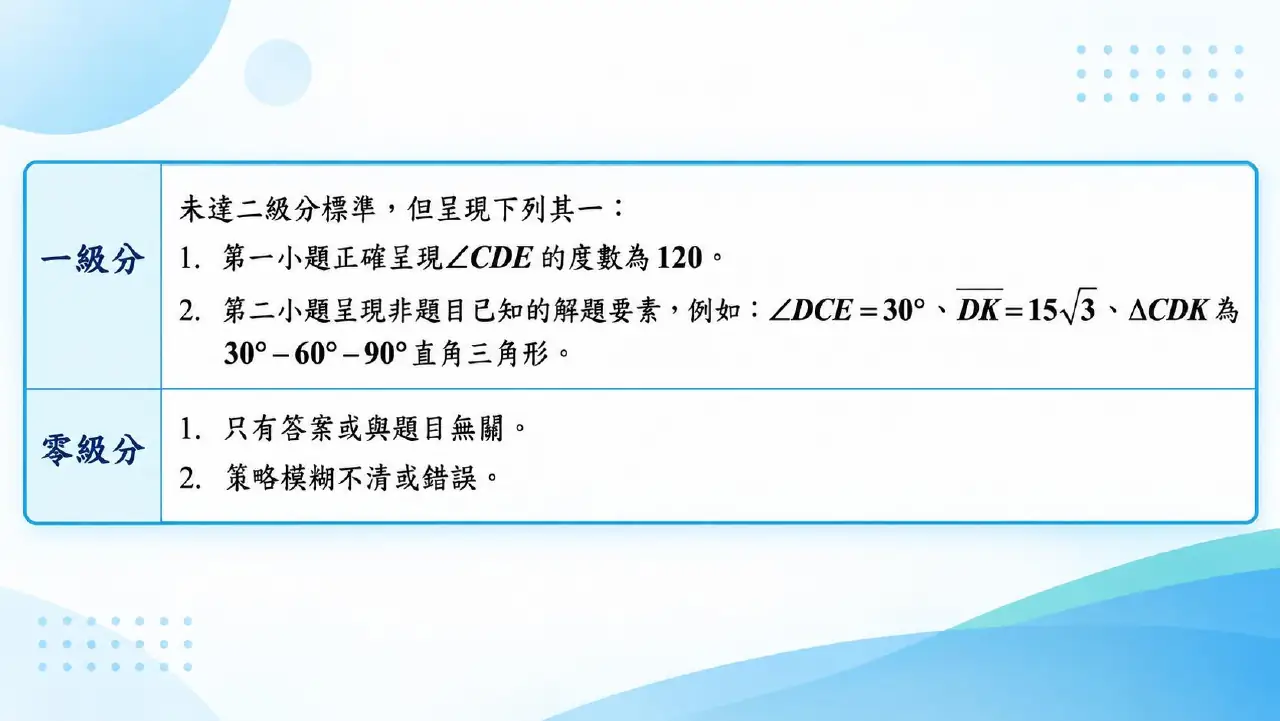 一級分
未達二級分標準，但呈現下列其一：
1. 第一小題正確呈現∠CDE 的度數為 120。
2. 第二小題呈現非題目已知的解題要素，例如：∠DCE = 30°、D̅K̅ = 15√3、ΔCDK 為
30° – 60° – 90° 直角三角形。
零級分
1. 只有答案或與題目無關。
2. 策略模糊不清或錯誤。